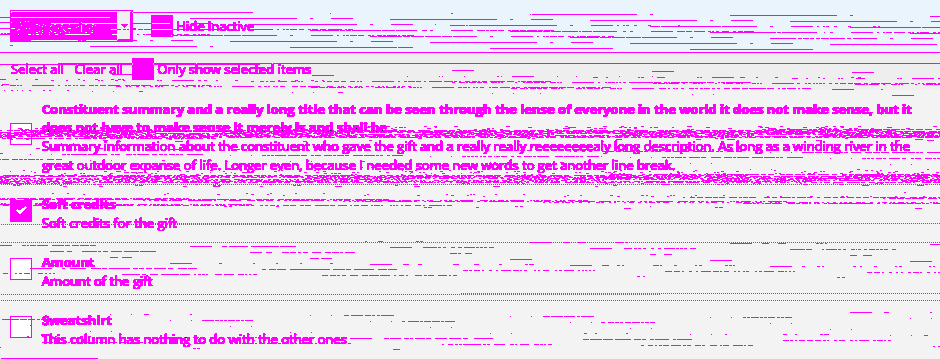 Hide inactive
Select all Clear all Only show selected items
Constituent summary and a really long title that can be seen through the lense of everyone in the world it does not make sense, but it
does not have to make sense it merely is and shall be.
Summary information about the constituent who gave the gift and a really really reeeeeeeealy long description. As long as a winding river in the
great outdoor expanse of life. Longer even, because I needed some new words to get another line break.
Soft credits
Soft credits for the gift
Amount
Amount of the gift
Sweatshirt
This column has nothing to do with the other ones.